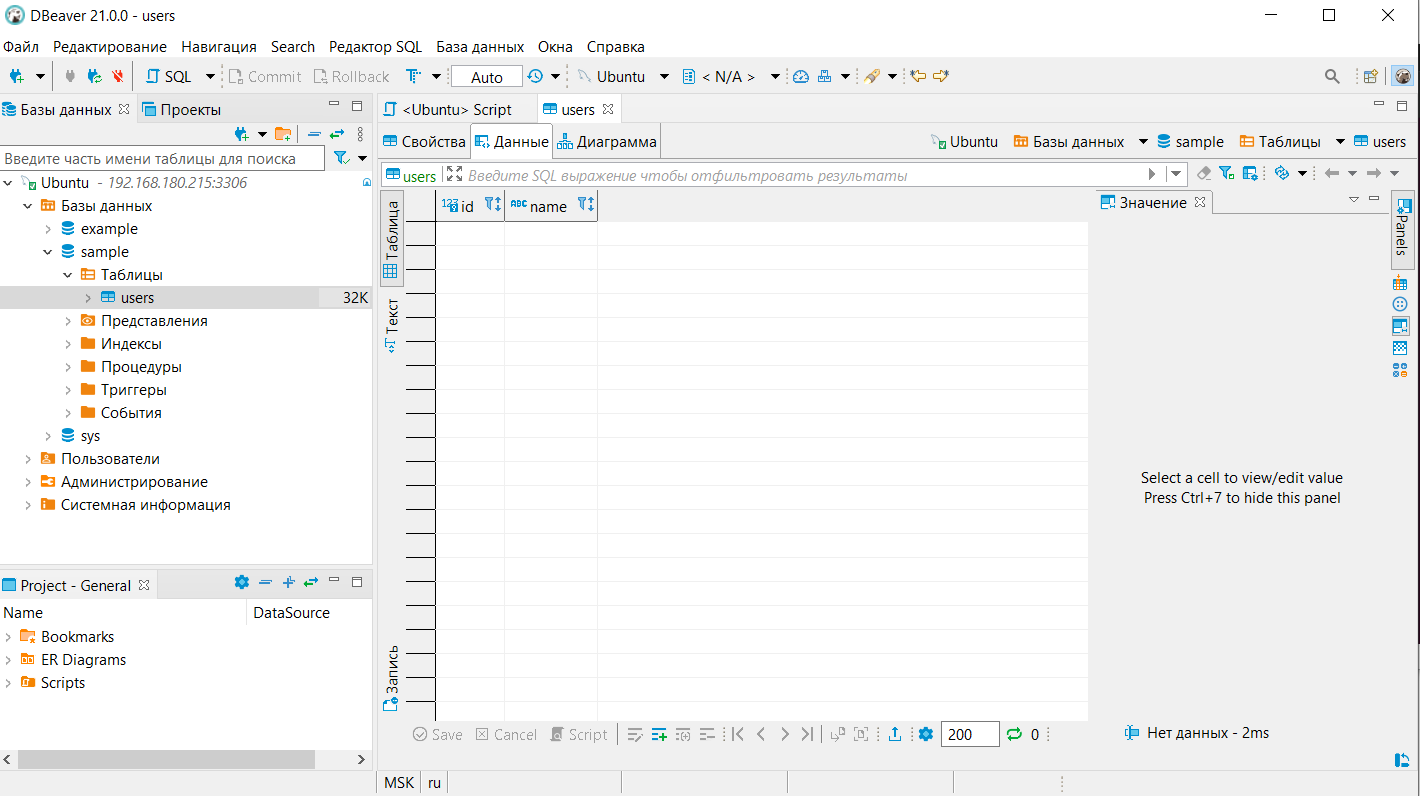 DBeaver 21.0.0 - users
Файл Редактирование Навигация Search Редактор SQL База данных Окна Справка
SQL Commit Rollback Auto Ubuntu < N/A >
Базы данных Проекты
Введите часть имени таблицы для поиска
Ubuntu - 192.168.180.215:3306
Базы данных
example
sample
Таблицы
users 32K
Представления
Индексы
Процедуры
Триггеры
События
sys
Пользователи
Администрирование
Системная информация
Project - General
Name DataSource
Bookmarks
ER Diagrams
Scripts
<Ubuntu> Script users
Свойства Данные Диаграмма Ubuntu Базы данных sample Таблицы users
users Введите SQL выражение чтобы отфильтровать результаты
Таблица
Текст
Запись
123 id ABC name
Значение
Panels
Select a cell to view/edit value
Press Ctrl+7 to hide this panel
Save Cancel Script 200 0 Нет данных - 2ms
MSK ru